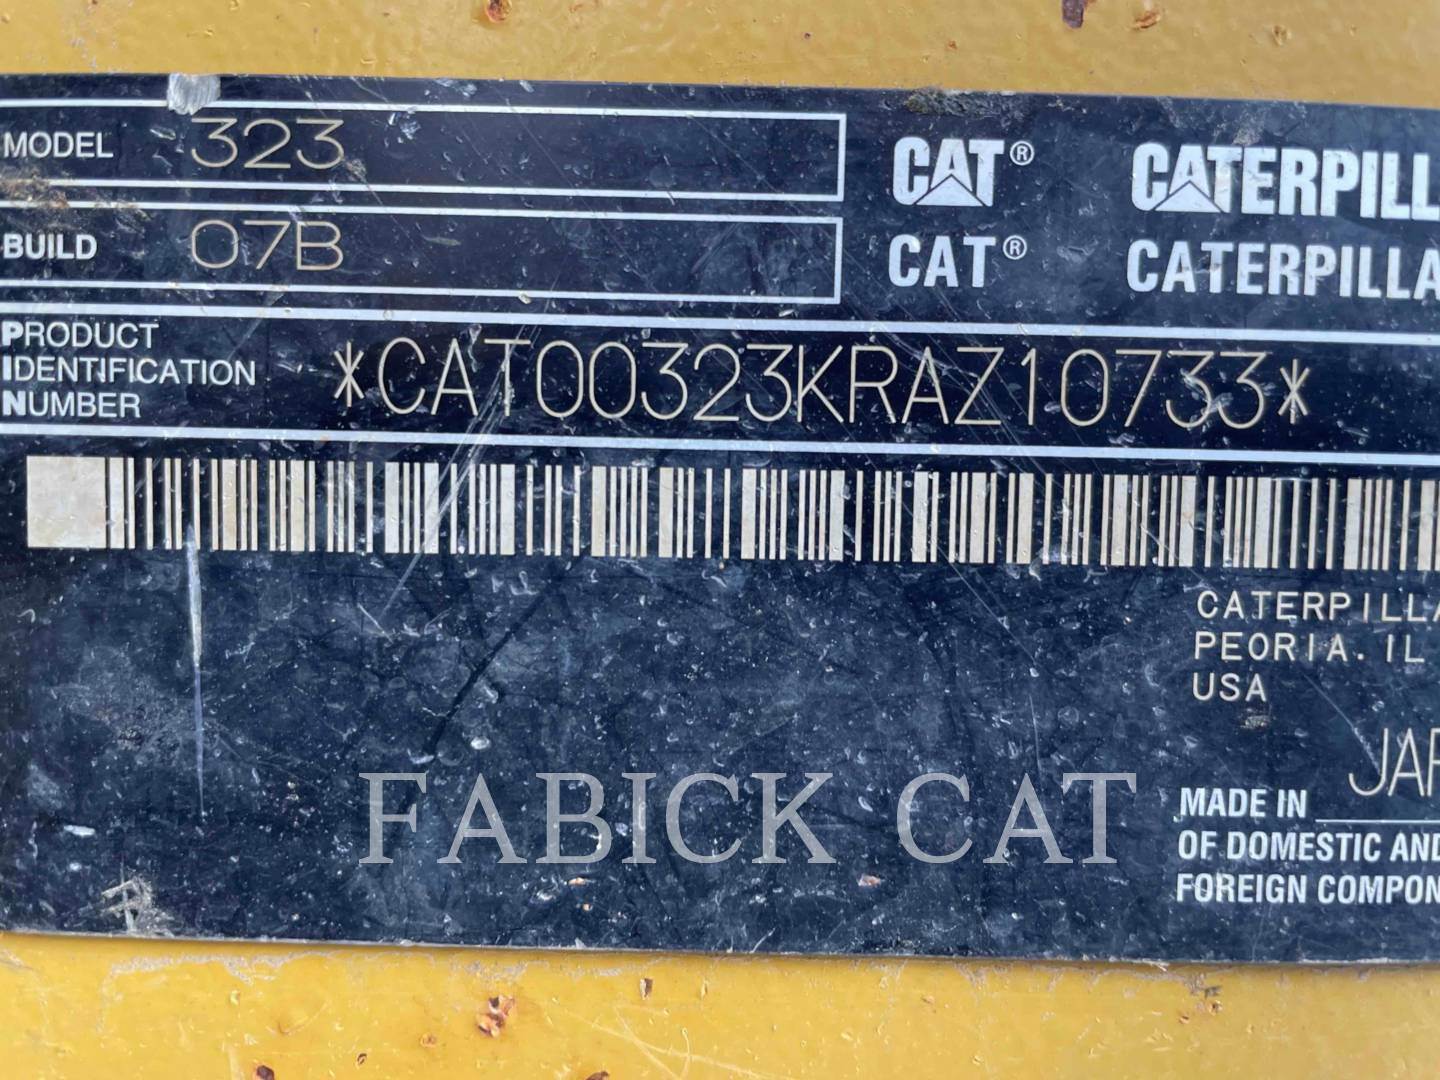 MODEL 323
BUILD 07B
CAT® CATERPILL
CAT® CATERPILLA
PRODUCT
IDENTIFICATION
NUMBER
*CAT00323KRAZ10733*
CATERPILLA
PEORIA. IL
USA
MADE IN JAP
OF DOMESTIC AND
FOREIGN COMPON
FABICK CAT